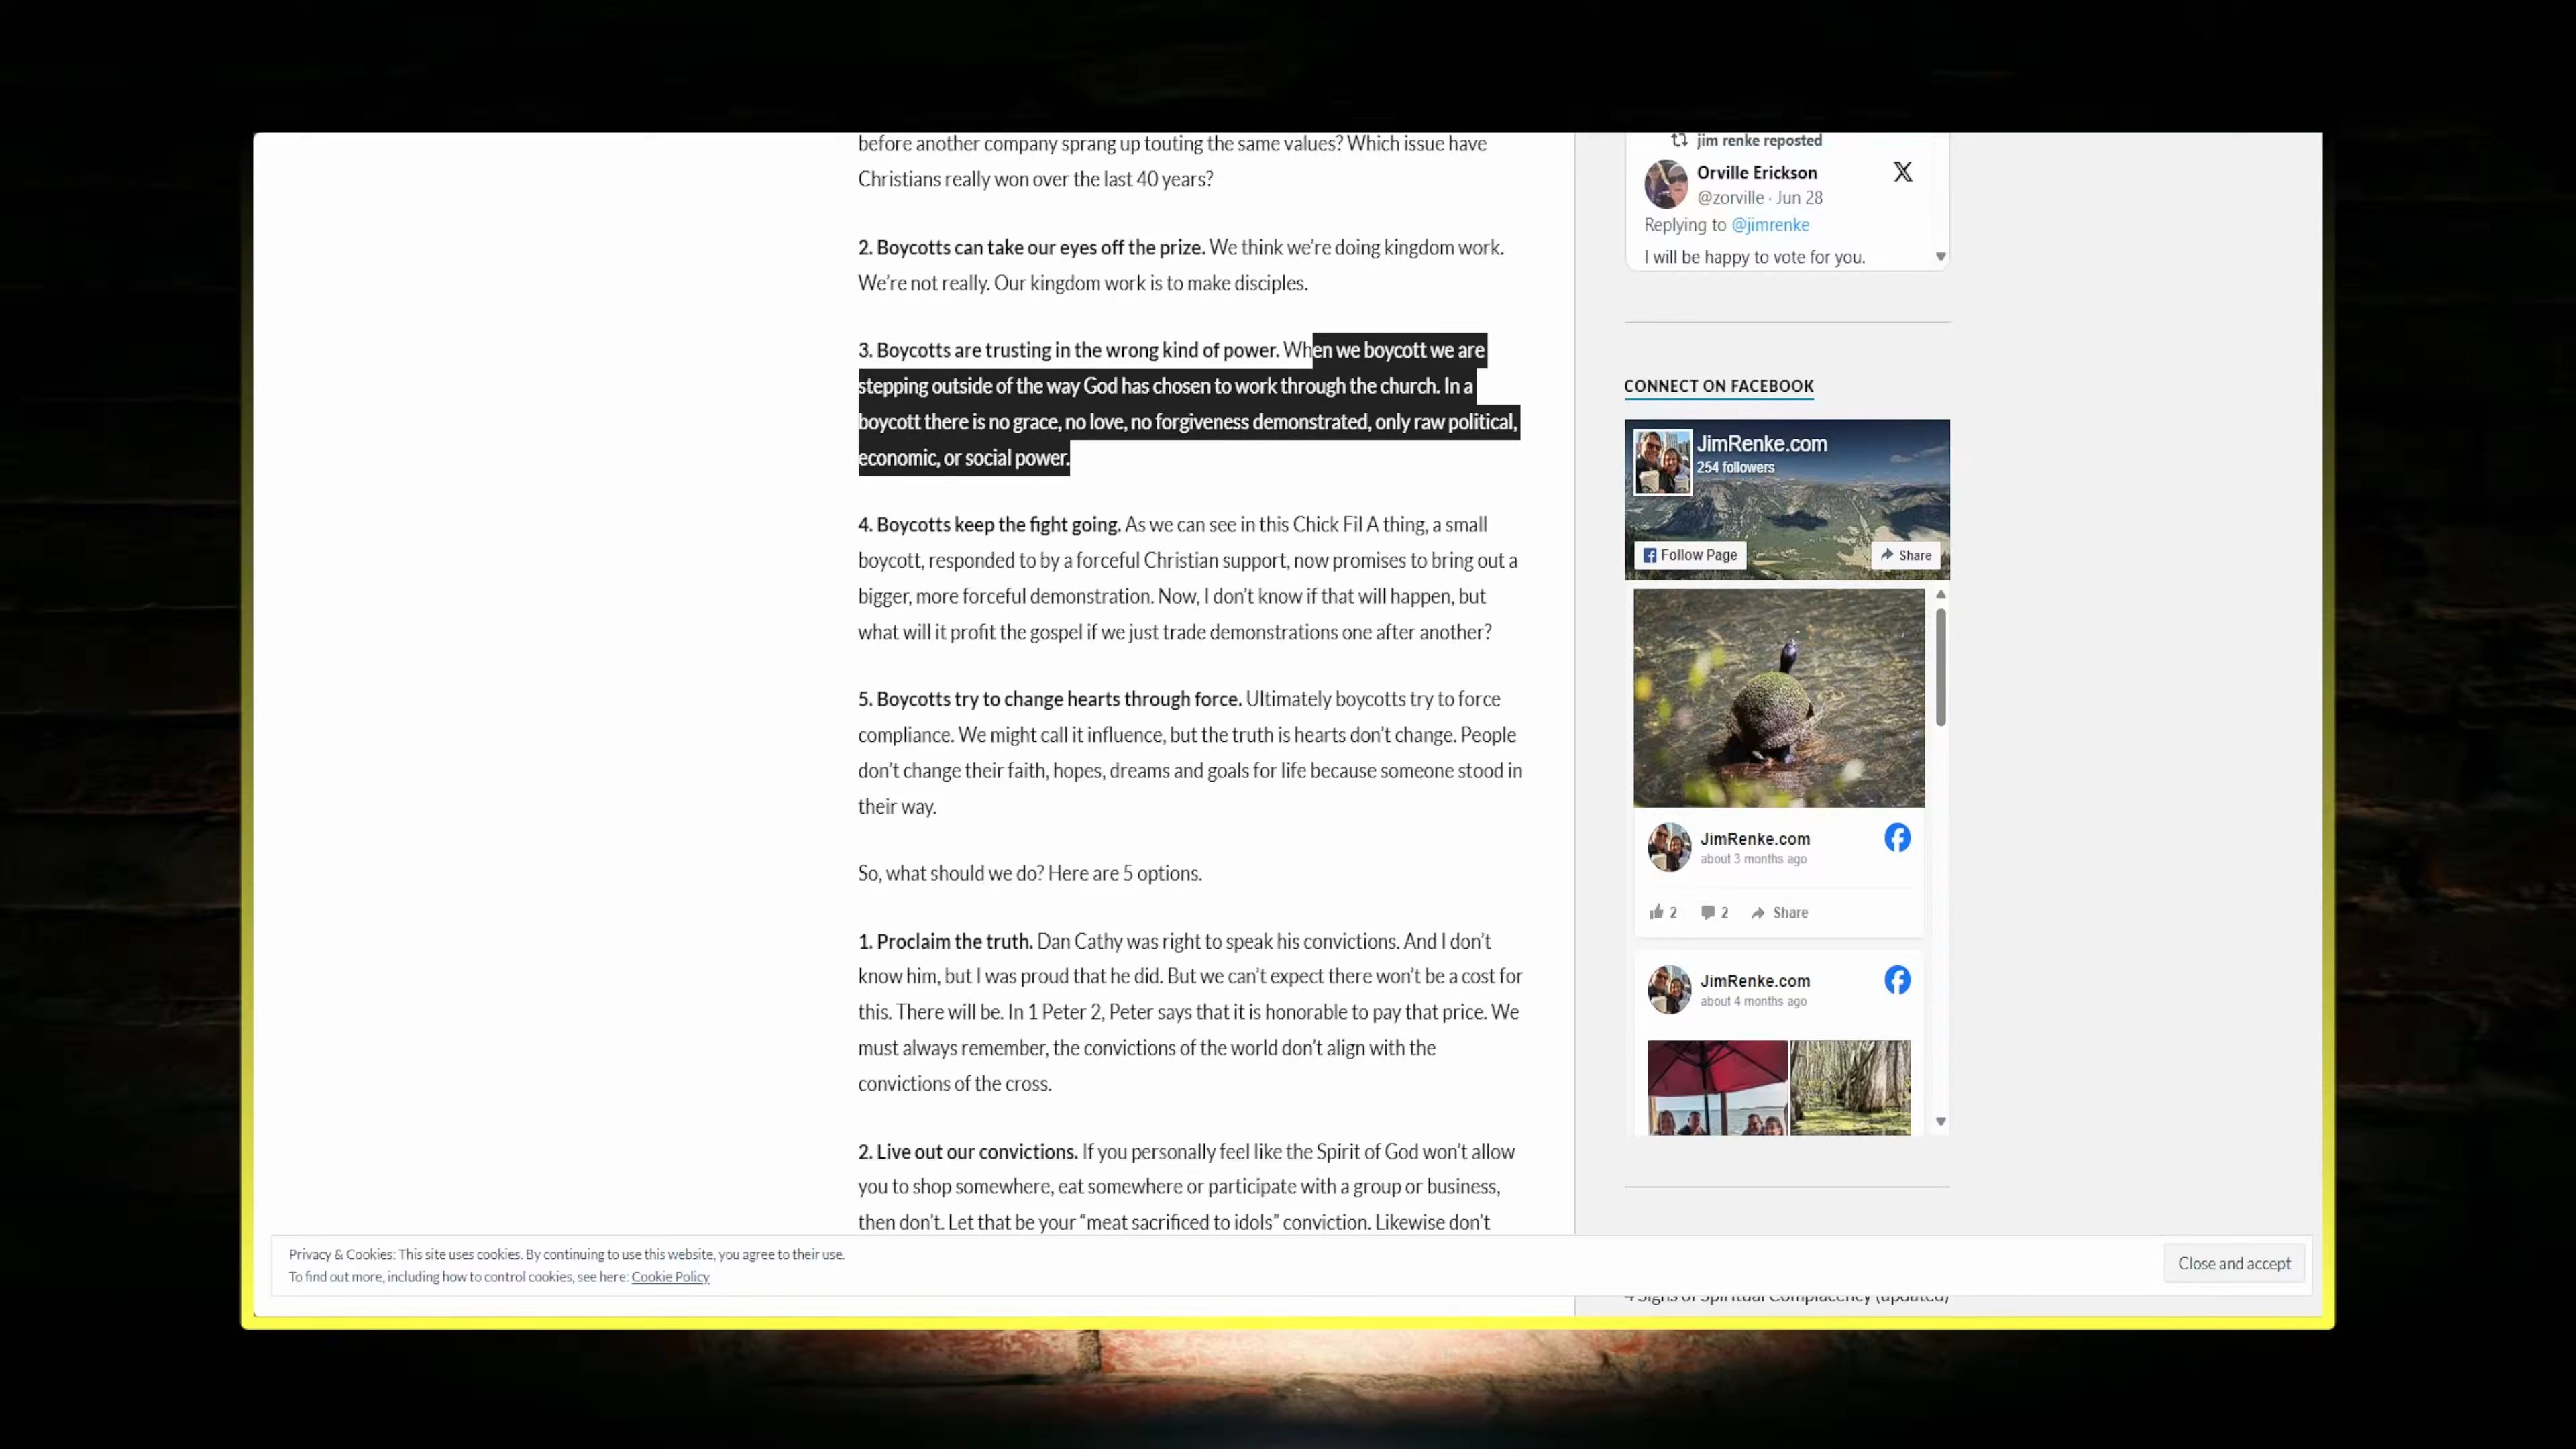 before another company sprang up touting the same values? Which issue have
Christians really won over the last 40 years?
2. Boycotts can take our eyes off the prize. We think we're doing kingdom work.
We're not really. Our kingdom work is to make disciples.
3. Boycotts are trusting in the wrong kind of power. When we boycott we are
stepping outside of the way God has chosen to work through the church. In a
boycott there is no grace, no love, no forgiveness demonstrated, only raw political,
economic, or social power.
4. Boycotts keep the fight going. As we can see in this Chick Fil A thing, a small
boycott, responded to by a forceful Christian support, now promises to bring out a
bigger, more forceful demonstration. Now, I don't know if that will happen, but
what will it profit the gospel if we just trade demonstrations one after another?
5. Boycotts try to change hearts through force. Ultimately boycotts try to force
compliance. We might call it influence, but the truth is hearts don't change. People
don't change their faith, hopes, dreams and goals for life because someone stood in
their way.
So, what should we do? Here are 5 options.
1. Proclaim the truth. Dan Cathy was right to speak his convictions. And I don't
know him, but I was proud that he did. But we can't expect there won't be a cost for
this. There will be. In 1 Peter 2, Peter says that it is honorable to pay that price. We
must always remember, the convictions of the world don't align with the
convictions of the cross.
2. Live out our convictions. If you personally feel like the Spirit of God won't allow
you to shop somewhere, eat somewhere or participate with a group or business,
then don't. Let that be your “meat sacrificed to idols” conviction. Likewise don't
jim renke reposted
Orville Erickson
@zorville · Jun 28
Replying to @jimrenke
I will be happy to vote for you.
CONNECT ON FACEBOOK
JimRenke.com
254 followers
Follow Page
Share
JimRenke.com
about 3 months ago
2 2 Share
JimRenke.com
about 4 months ago
4 Signs of Spiritual Complacency (updated)
Privacy & Cookies: This site uses cookies. By continuing to use this website, you agree to their use.
To find out more, including how to control cookies, see here: Cookie Policy
Close and accept